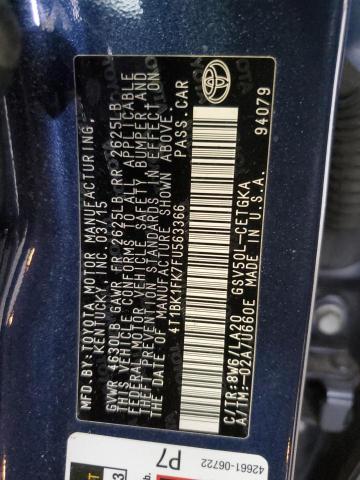 MFD.BY:TOYOTA MOTOR MANUFACTURING,
KENTUCKY, INC. 03/15
GVWR 4630LB GAWR FR 2625LB RR 2625LB
THIS VEHICLE CONFORMS TO ALL APPLICABLE
FEDERAL MOTOR VEHICLE SAFETY, BUMPER AND
THEFT PREVENTION STANDARDS IN EFFECT ON
THE DATE OF MANUFACTURE SHOWN ABOVE.
4T1BK1FK7FU563366 PASS.CAR
94079
C/TR:8W6/LA20 GSV50L-CETGKA
A/TM:-02A/U660E MADE IN U.S.A.
42661-06722
P7